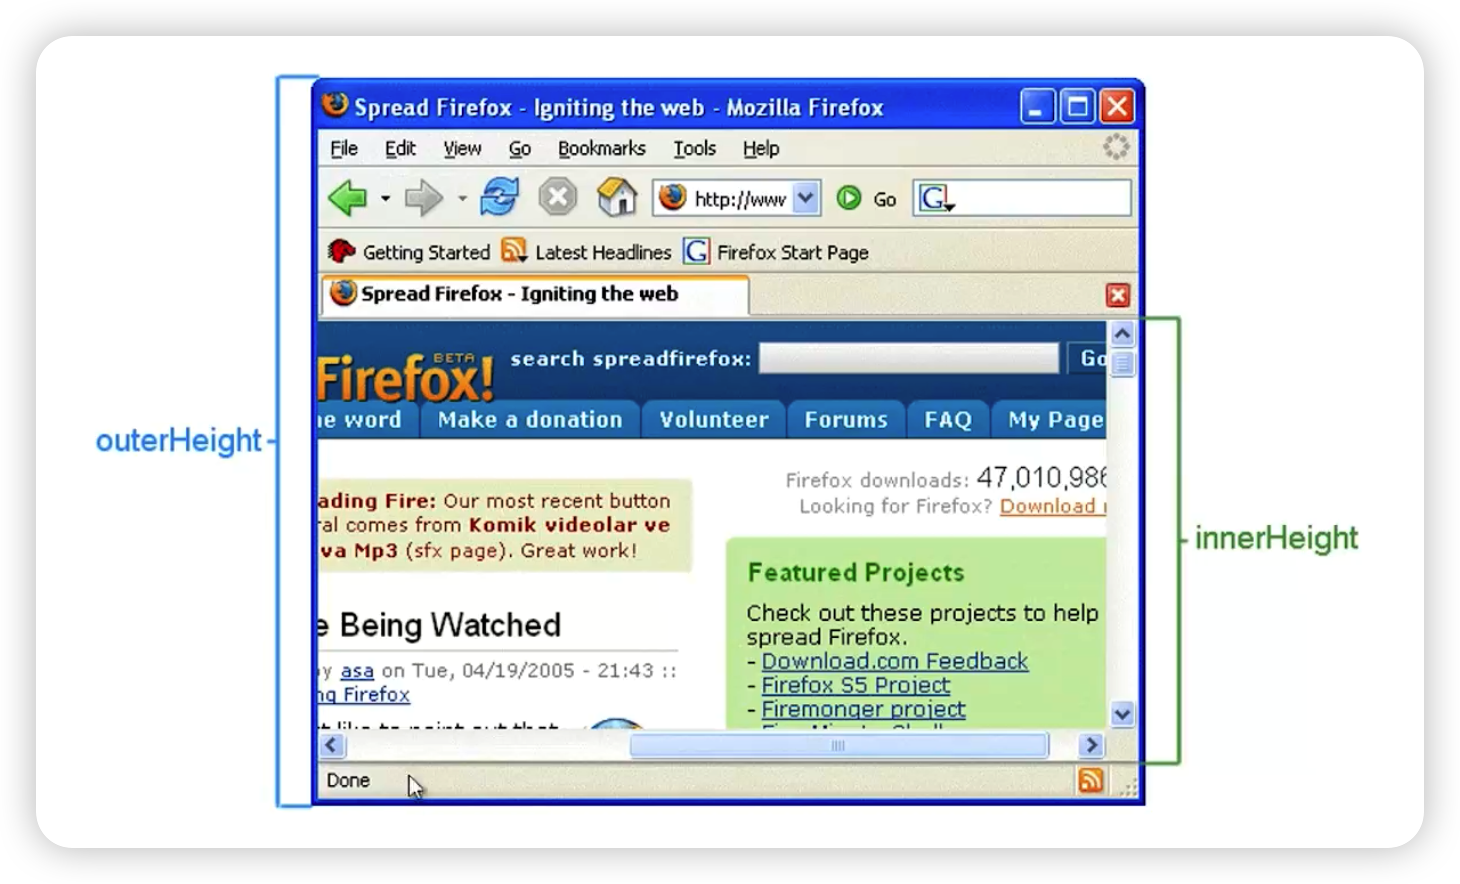 Spread Firefox - Igniting the web - Mozilla Firefox
File Edit View Go Bookmarks Tools Help
http://www Go G
Getting Started Latest Headlines G Firefox Start Page
Spread Firefox - Igniting the web
BETA
Firefox! search spreadfirefox: Go
word Make a donation Volunteer Forums FAQ My Page
outerHeight
Firefox downloads: 47,010,986
Looking for Firefox? Download
ading Fire: Our most recent button
al comes from Komik videolar ve
va Mp3 (sfx page). Great work!
innerHeight
Featured Projects
Check out these projects to help
spread Firefox.
- Download.com Feedback
- Firefox S5 Project
- Firemonger project
e Being Watched
by asa on Tue, 04/19/2005 - 21:43 ::
ng Firefox
Done